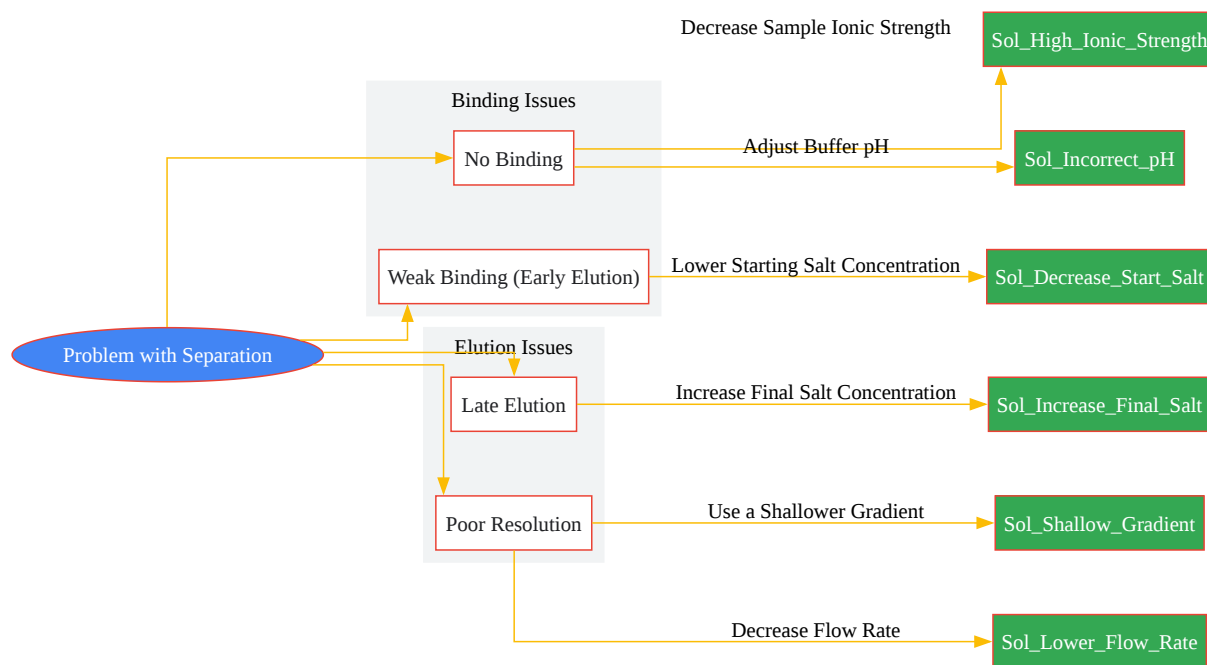 Decrease Sample Ionic Strength
Sol_High_Ionic_Strength
Binding Issues
No Binding
Adjust Buffer pH
Sol_Incorrect_pH
Weak Binding (Early Elution)
Lower Starting Salt Concentration
Sol_Decrease_Start_Salt
Problem with Separation
Elution Issues
Late Elution
Increase Final Salt Concentration
Sol_Increase_Final_Salt
Poor Resolution
Use a Shallower Gradient
Sol_Shallow_Gradient
Decrease Flow Rate
Sol_Lower_Flow_Rate